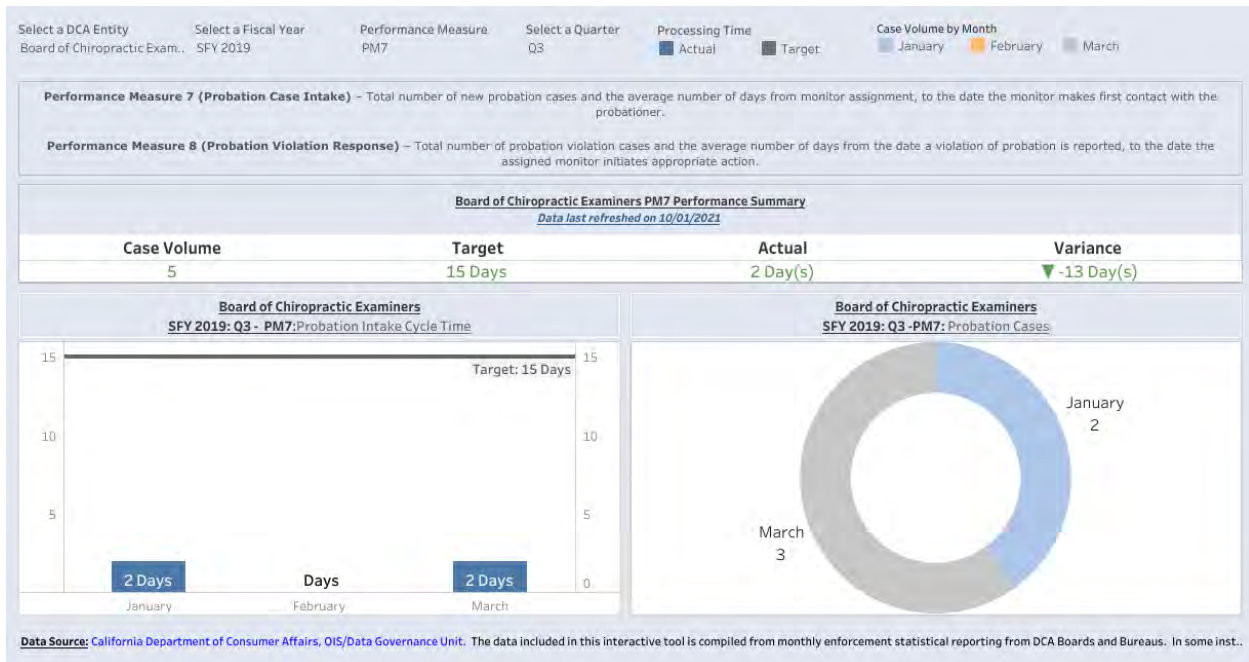 Select a DCA Entity Select a Fiscal Year Performance Measure Select a Quarter Processing Time Case Volume by Month
Board of Chiropractic Exam.. SFY 2019 PM7 Q3 Actual Target January February March
Performance Measure 7 (Probation Case Intake) – Total number of new probation cases and the average number of days from monitor assignment, to the date the monitor makes first contact with the
probationer.
Performance Measure 8 (Probation Violation Response) – Total number of probation violation cases and the average number of days from the date a violation of probation is reported, to the date the
assigned monitor initiates appropriate action.
Board of Chiropractic Examiners PM7 Performance Summary
Data last refreshed on 10/01/2021
Case Volume Target Actual Variance
5 15 Days 2 Day(s) ▼ -13 Day(s)
Board of Chiropractic Examiners
SFY 2019: Q3 - PM7:Probation Intake Cycle Time
15 15
Target: 15 Days
10 10
5 5
2 Days Days 2 Days 0
January February March
Board of Chiropractic Examiners
SFY 2019: Q3 -PM7: Probation Cases
January
2
March
3
Data Source: California Department of Consumer Affairs, OIS/Data Governance Unit. The data included in this interactive tool is compiled from monthly enforcement statistical reporting from DCA Boards and Bureaus. In some inst..